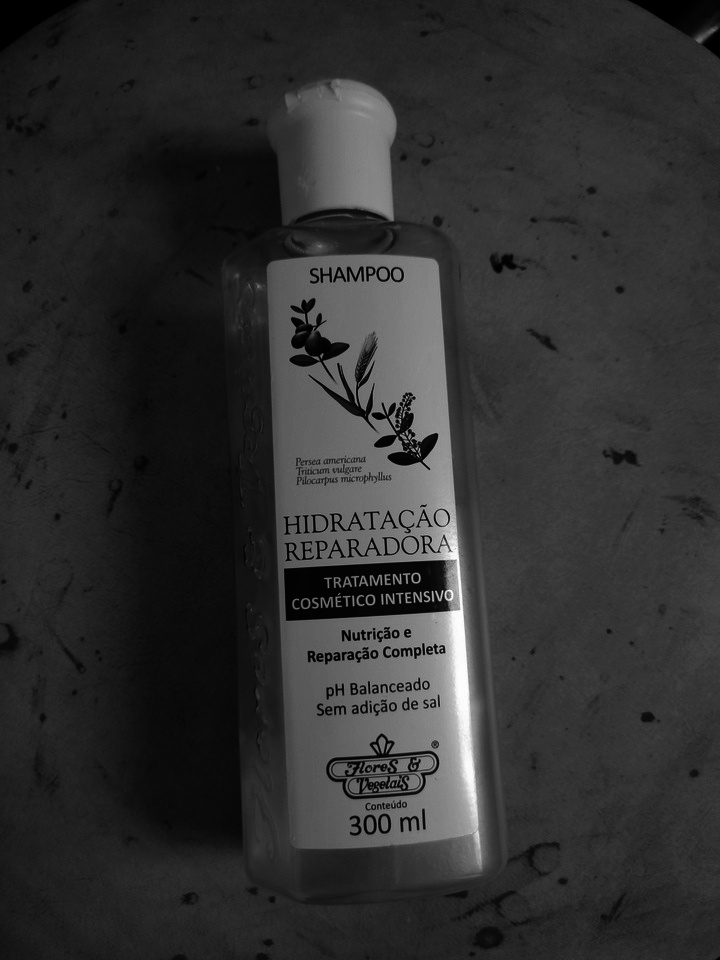 SHAMPOO
Persea americana
Triticum vulgare
Pilocarpus microphyllus
HIDRATAÇÃO
REPARADORA
TRATAMENTO
COSMÉTICO INTENSIVO
Nutrição e
Reparação Completa
pH Balanceado
Sem adição de sal
Flores &
Vegetais
®
Conteúdo
300 ml